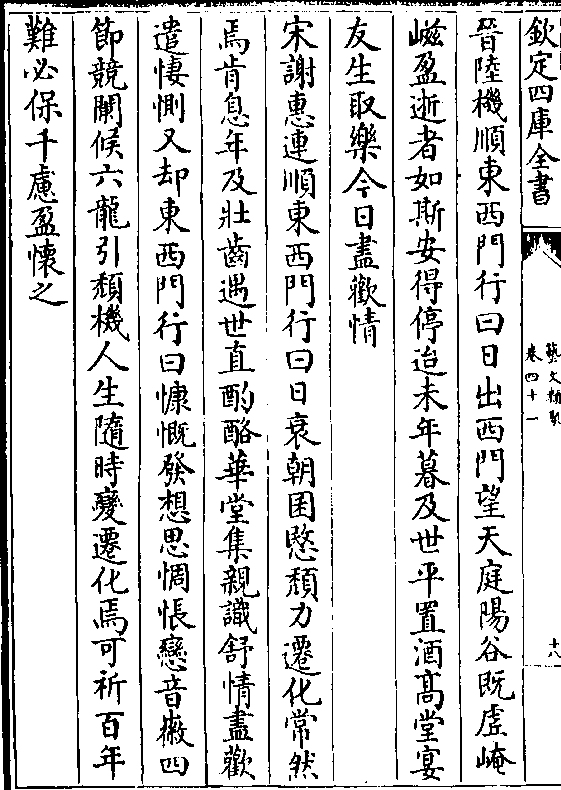 欽定四庫全書
藝文類聚
卷四十一
十八
晉陸機順東西門行曰日出西門望天庭陽谷既虛崦
嵫盈逝者如斯安得停迨未年暮及世平置酒高堂宴
友生取樂今日盡歡情
宋謝惠連順東西門行曰日衰朝困愍頽力遷化常然
焉肯息年及壯齒遇世直酌酪華堂集親識舒情盡歡
遣悽惻又却東西門行曰慷慨發想思惆悵戀音徽四
節競闌候六龍引頽機人生隨時變遷化焉可祈百年
難必保千慮盈懷之